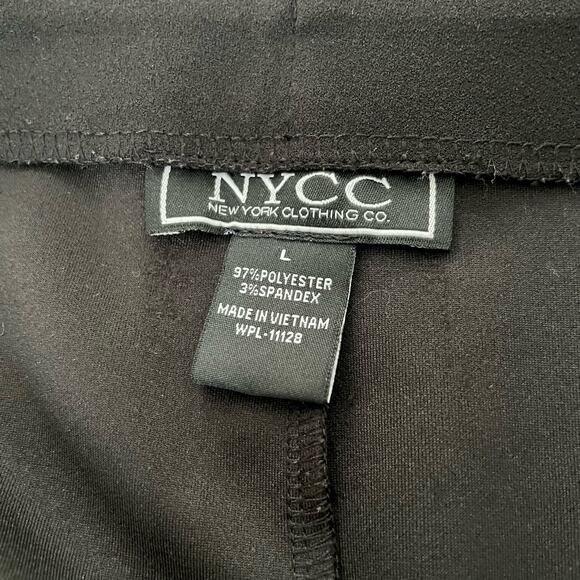 NYCC
NEW YORK CLOTHING CO.
L
97%POLYESTER
3%SPANDEX
MADE IN VIETNAM
WPL-11128